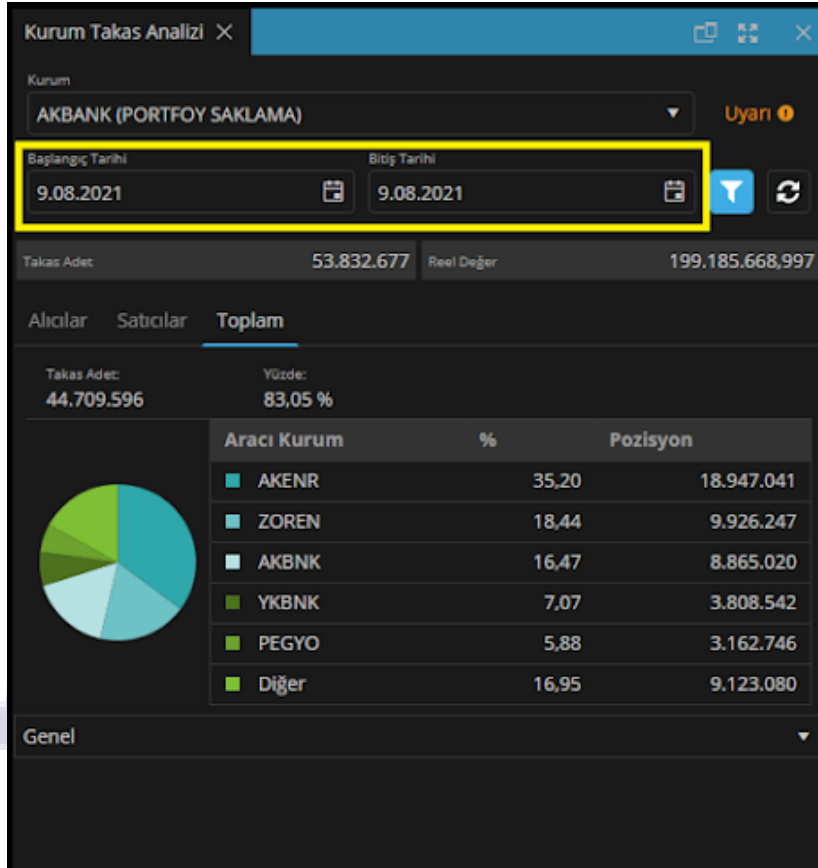 Kurum Takas Analizi
Kurum
AKBANK (PORTFOY SAKLAMA)
Uyarı
Başlangıç Tarihi Bitiş Tarihi
9.08.2021 9.08.2021
Takas Adet 53.832.677 Reel Değer 199.185.668,997
Alıcılar Satıcılar Toplam
Takas Adet: Yüzde:
44.709.596 83,05 %
Aracı Kurum % Pozisyon
AKENR 35,20 18.947.041
ZOREN 18,44 9.926.247
AKBNK 16,47 8.865.020
YKBNK 7,07 3.808.542
PEGYO 5,88 3.162.746
Diğer 16,95 9.123.080
Genel